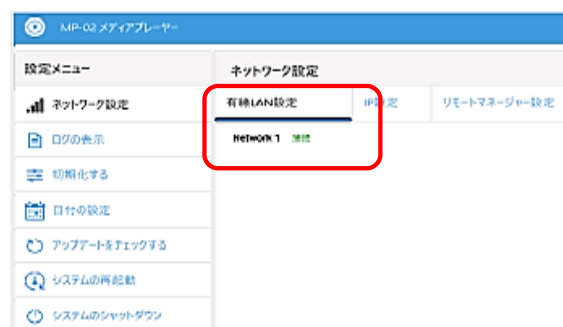 MP-02 メディアプレーヤー
設定メニュー
ネットワーク設定
ネットワーク設定
有線LAN設定
IP設定
リモートマネージャー設定
ログの表示
Network 1 接続
初期化する
日付の設定
アップデートをチェックする
システムの再起動
システムのシャットダウン